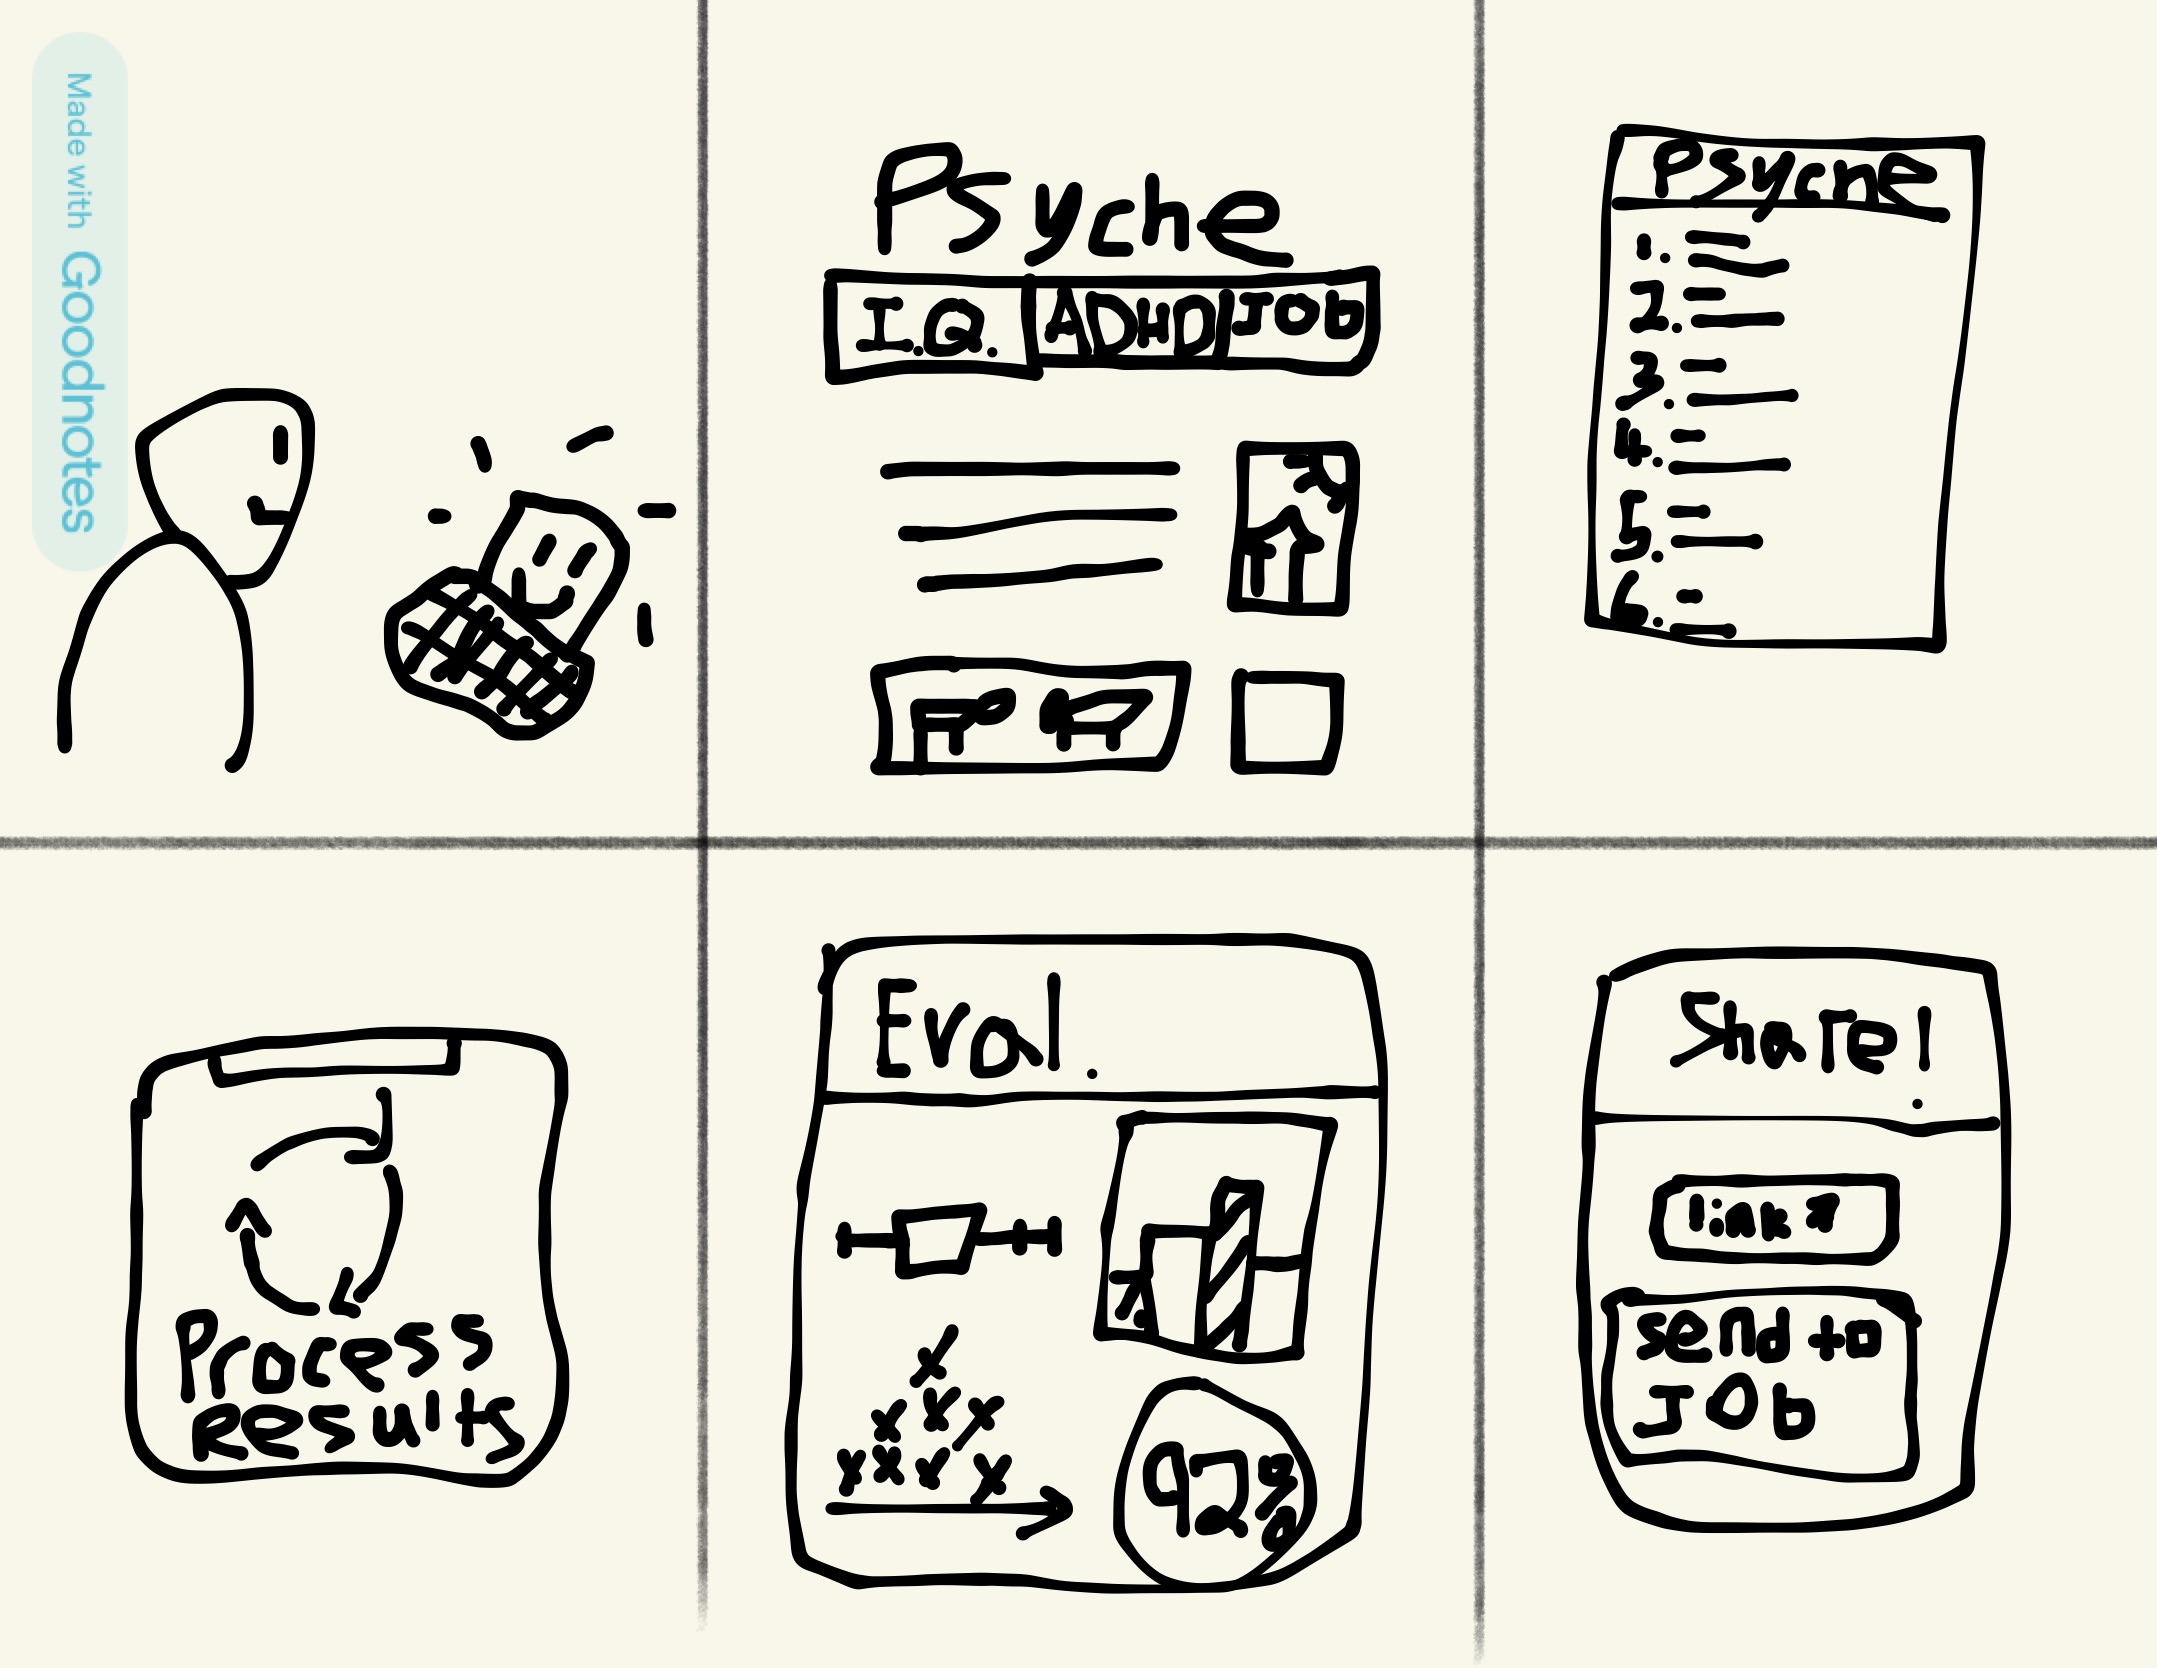 Made with Goodnotes
Psyche
I.Q. ADHD Job
Psyche
1.
2.
3.
4.
5.
6.
Process
Results
Eval.
92%
Share!
link
send to
Job